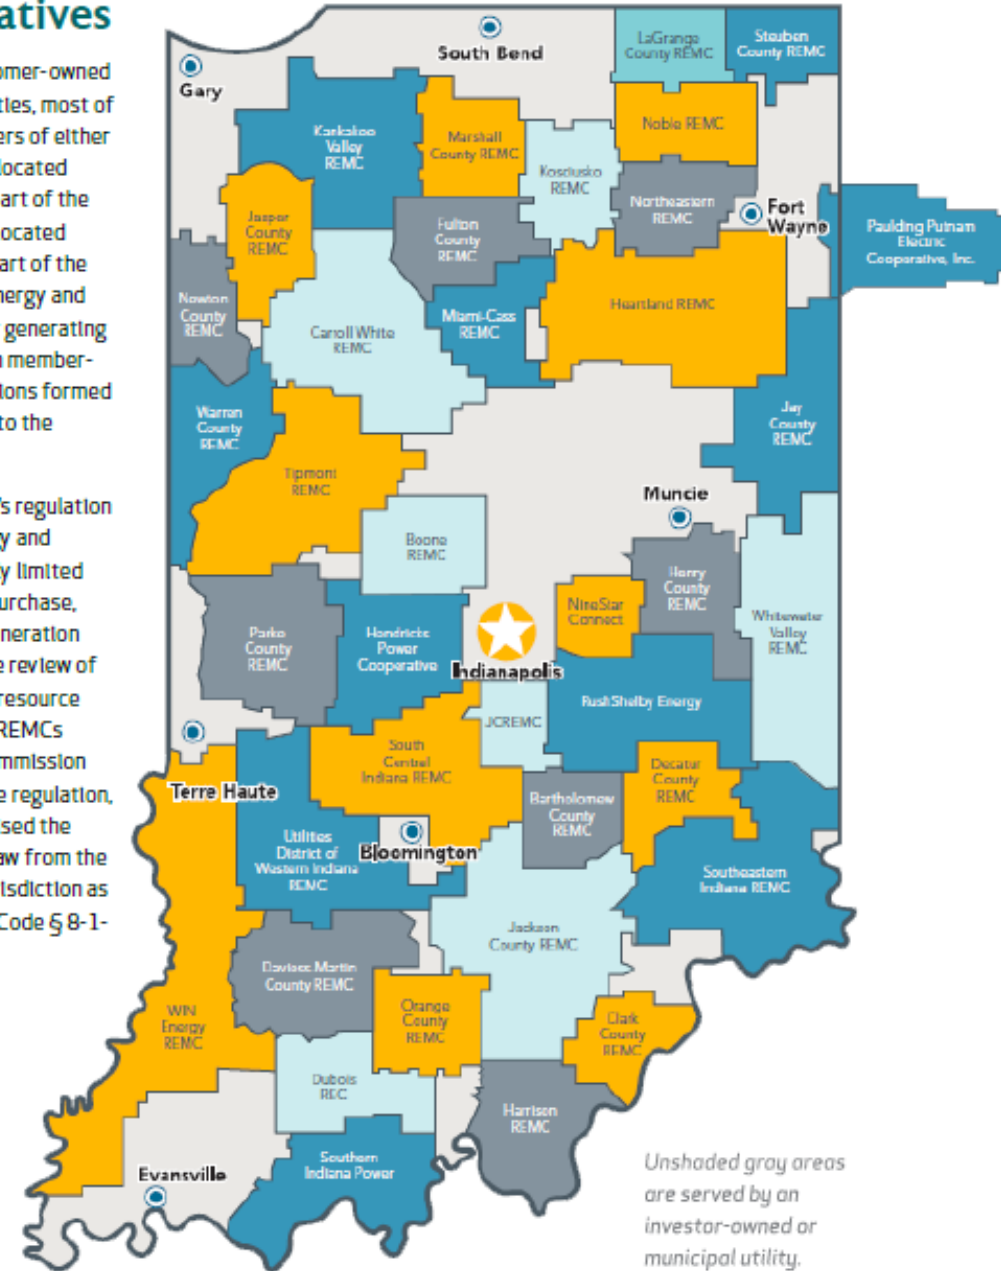 atives
omer-owned
tles, most of
ers of either
located
art of the
ocated
art of the
nergy and
generating
member-
ions formed
to the
's regulation
y and
y limited
urchase,
neration
e review of
resource
REMCs
mmission
e regulation,
sed the
aw from the
isdiction as
Code § 8-1-
Gary
South Bend
LaGrange
County REMC
Steuben
County REMC
Kankakee
Valley
REMC
Marshall
County REMC
Noble REMC
Kosciusko
REMC
Jasper
County
REMC
Fulton
County
REMC
Northeastern
REMC
Fort
Wayne
Paulding Putnam
Electric
Cooperative, Inc.
Newton
County
REMC
Carroll White
REMC
Miami-Cass
REMC
Heartland REMC
Warren
County
REMC
Jay
County
REMC
Tipmont
REMC
Muncie
Boone
REMC
Henry
County
REMC
NineStar
Connect
Whitewater
Valley
REMC
Parke
County
REMC
Hendricks
Power
Cooperative
Indianapolis
RushShelby Energy
JCREMC
South
Central
Indiana REMC
Decatur
County
REMC
Terre Haute
Bartholomew
County
REMC
Utilities
District of
Western Indiana
REMC
Bloomington
Southeastern
Indiana REMC
Jackson
County REMC
Daviess Martin
County REMC
WIN
Energy
REMC
Orange
County
REMC
Clark
County
REMC
Dubois
REC
Harrison
REMC
Southern
Indiana Power
Evansville
Unshaded gray areas
are served by an
investor-owned or
municipal utility.